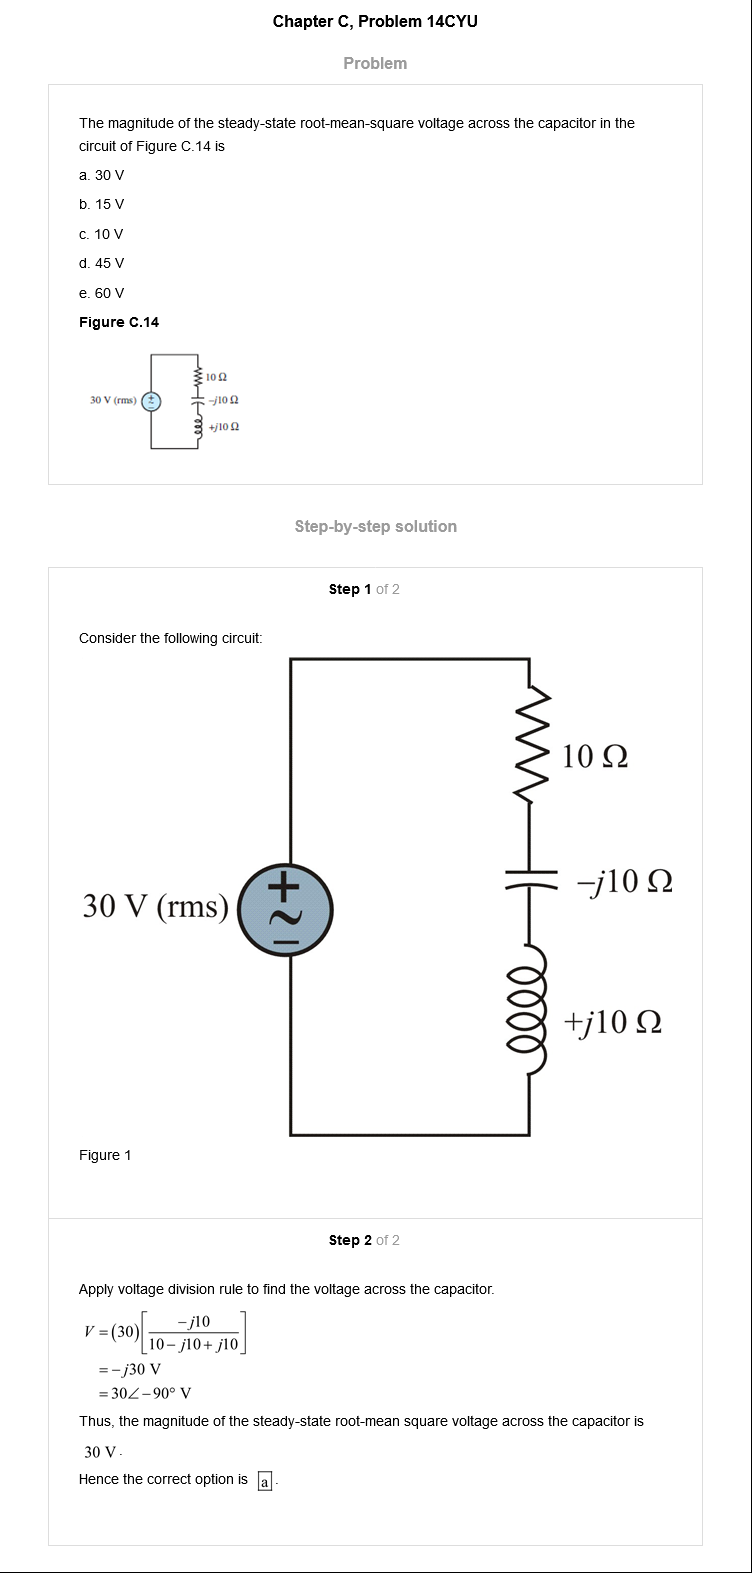 Chapter C, Problem 14CYU
Problem
The magnitude of the steady-state root-mean-square voltage across the capacitor in the
circuit of Figure C.14 is
a. 30 V
b. 15 V
c. 10 V
d. 45 V
e. 60 V
Figure C.14
10 Ω
30 V (rms)
+
~
−
−j10 Ω
+j10 Ω
Step-by-step solution
Step 1 of 2
Consider the following circuit:
10 Ω
−j10 Ω
30 V (rms)
+
~
−
+j10 Ω
Figure 1
Step 2 of 2
Apply voltage division rule to find the voltage across the capacitor.
V = (30)[−j10 / (10 − j10 + j10)]
= −j30 V
= 30∠−90° V
Thus, the magnitude of the steady-state root-mean square voltage across the capacitor is
30 V .
Hence the correct option is a .